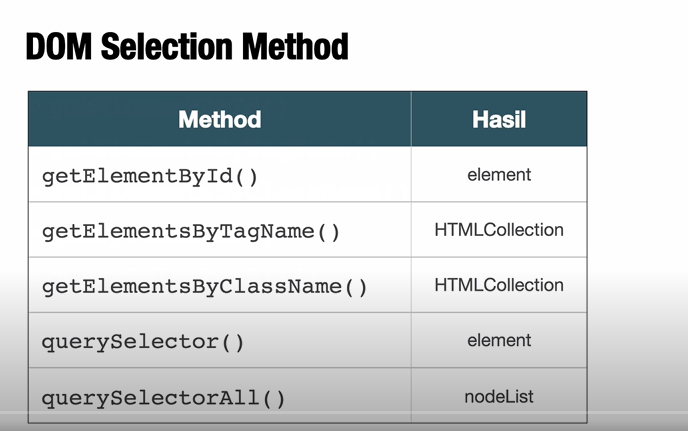 DOM Selection Method
Method Hasil
getElementById() element
getElementsByTagName() HTMLCollection
getElementsByClassName() HTMLCollection
querySelector() element
querySelectorAll() nodeList